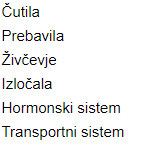 Čutila
Prebavila
Živčevje
Izločala
Hormonski sistem
Transportni sistem